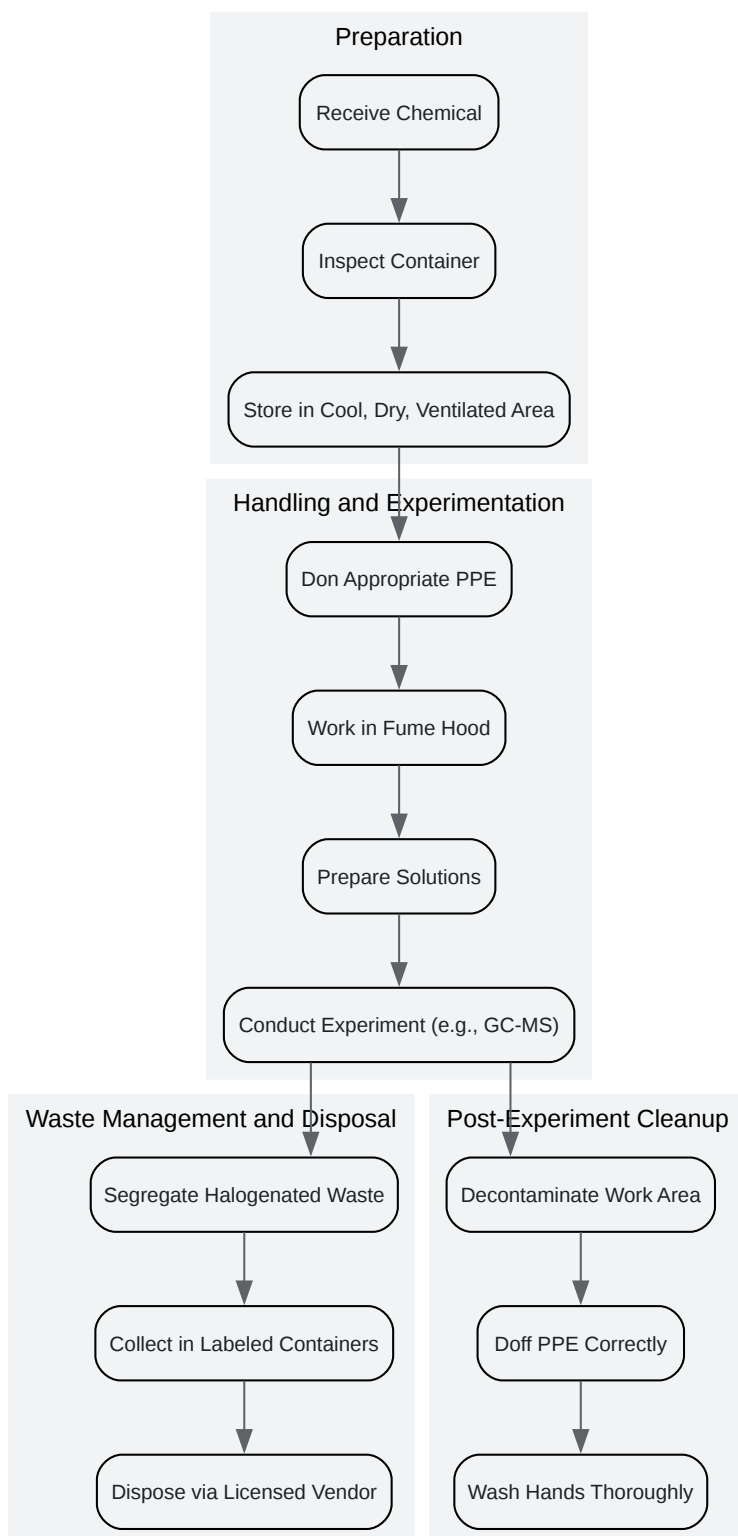 Preparation
Receive Chemical
Inspect Container
Store in Cool, Dry, Ventilated Area
Handling and Experimentation
Don Appropriate PPE
Work in Fume Hood
Prepare Solutions
Conduct Experiment (e.g., GC-MS)
Waste Management and Disposal
Segregate Halogenated Waste
Collect in Labeled Containers
Dispose via Licensed Vendor
Post-Experiment Cleanup
Decontaminate Work Area
Doff PPE Correctly
Wash Hands Thoroughly